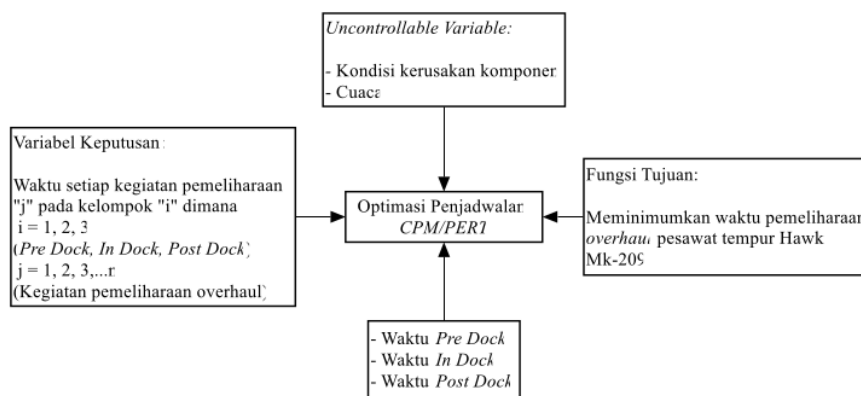 Uncontrollable Variable:
- Kondisi kerusakan komponen
- Cuaca
Variabel Keputusan :
Waktu setiap kegiatan pemeliharaan
"j" pada kelompok "i" dimana
i = 1, 2, 3
(Pre Dock, In Dock, Post Dock)
j = 1, 2, 3,...n
(Kegiatan pemeliharaan overhaul)
Optimasi Penjadwalan
CPM/PERT
Fungsi Tujuan:
Meminimumkan waktu pemeliharaan
overhaul pesawat tempur Hawk
Mk-209
- Waktu Pre Dock
- Waktu In Dock
- Waktu Post Dock